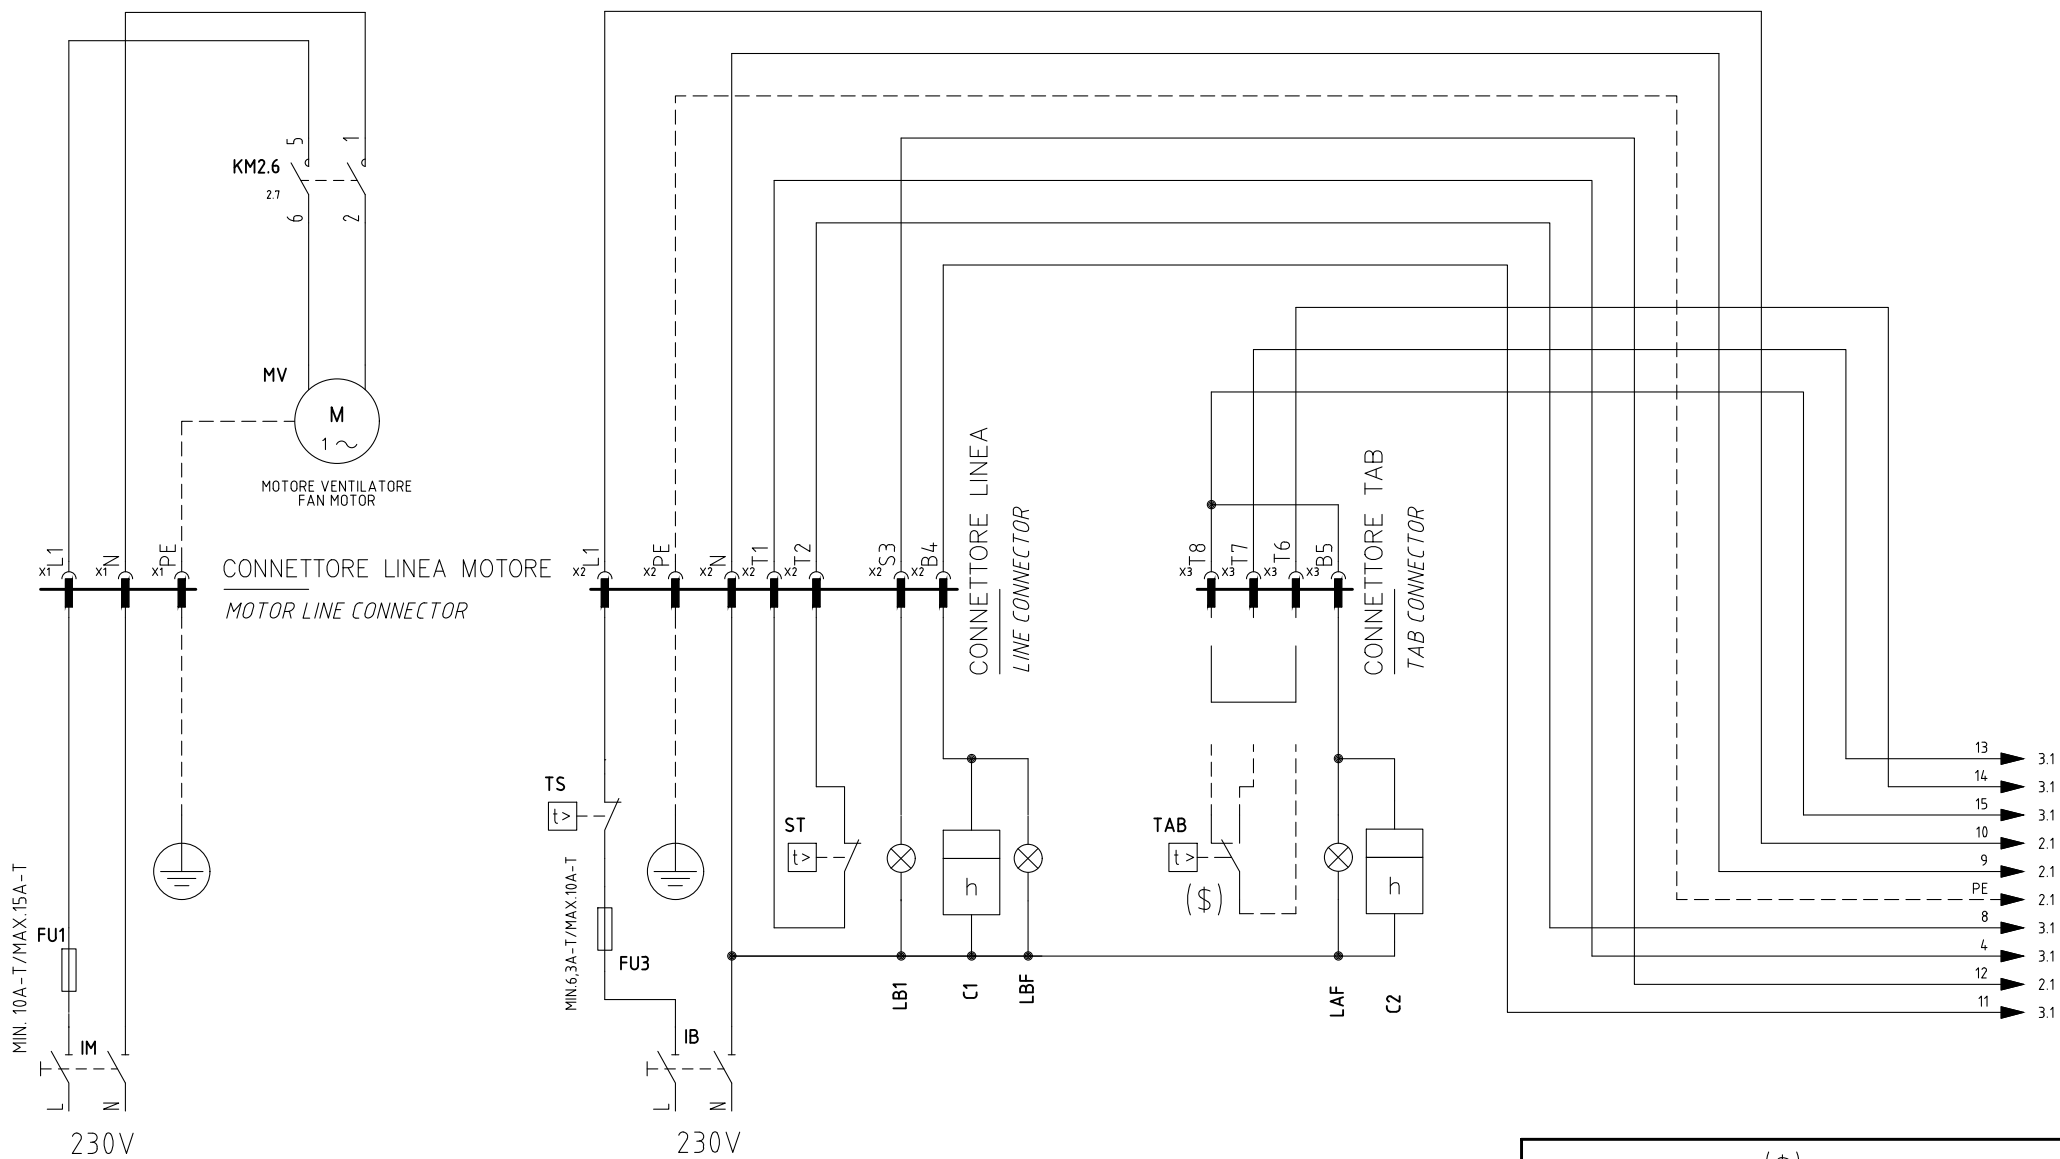 5
1
KM2.6
2.7
6
2
MV
M
1 ~
MOTORE VENTILATORE
FAN MOTOR
x1 L1
x1 N
x1 PE
CONNETTORE LINEA MOTORE
MOTOR LINE CONNECTOR
x2 L1
x2 PE
x2 N
x2 T1
x2 T2
x2 S3
x2 B4
CONNETTORE LINEA
LINE CONNECTOR
x3 T8
x3 T7
x3 T6
x3 B5
CONNETTORE TAB
TAB CONNECTOR
TS
t>
ST
t>
h
TAB
t>
($)
h
MIN. 10A-T/MAX.15A-T
FU1
MIN.6,3A-T/MAX.10A-T
FU3
LB1
C1
LBF
LAF
C2
IM
IB
L
N
230V
L
N
230V
13 3.1
14 3.1
15 3.1
10 2.1
9 2.1
PE 2.1
8 3.1
4 3.1
12 2.1
11 3.1